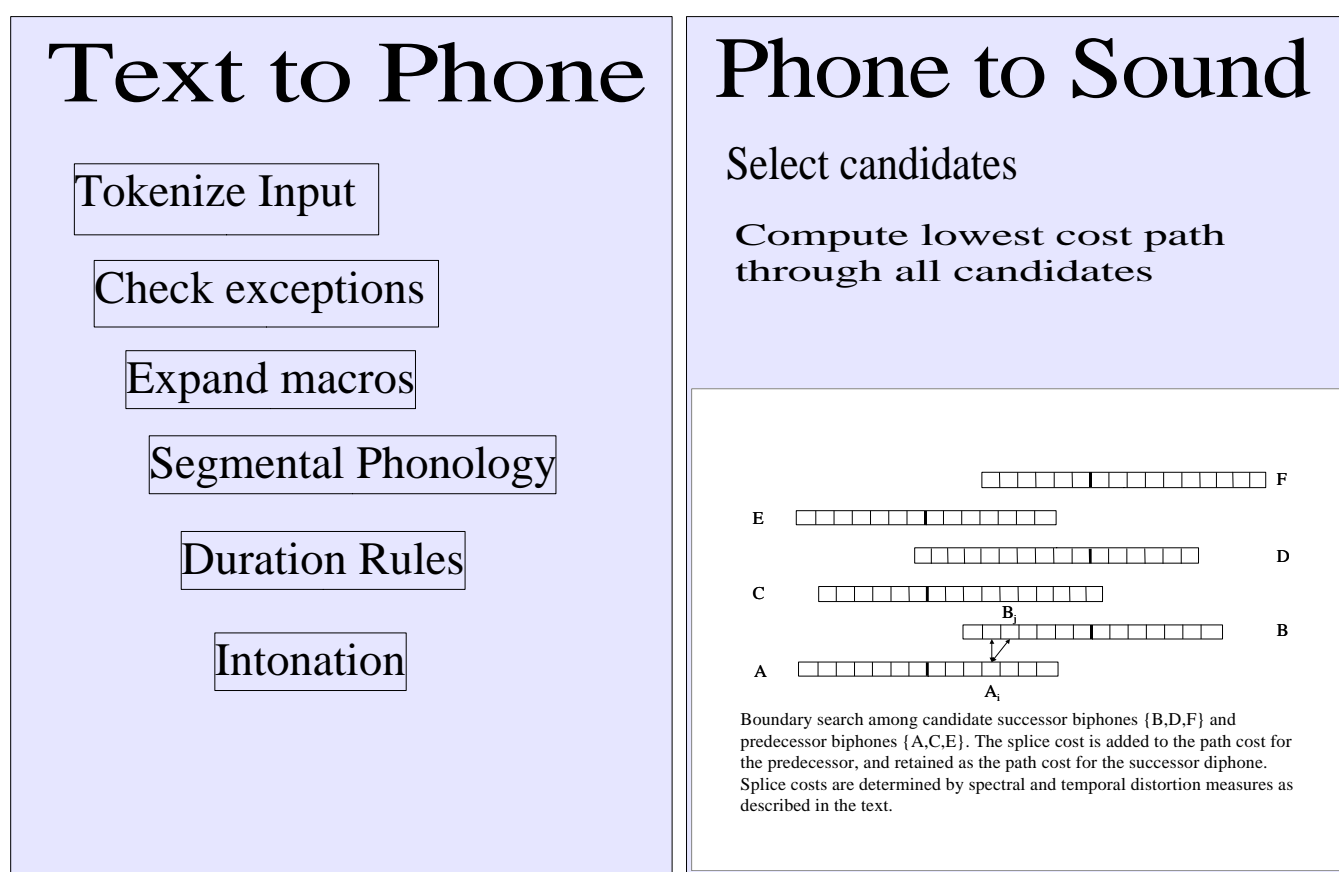 Text to Phone
Tokenize Input
Check exceptions
Expand macros
Segmental Phonology
Duration Rules
Intonation
Phone to Sound
Select candidates
Compute lowest cost path
through all candidates
F
E
D
C
Bj
B
A
Ai
Boundary search among candidate successor biphones {B,D,F} and
predecessor biphones {A,C,E}. The splice cost is added to the path cost for
the predecessor, and retained as the path cost for the successor diphone.
Splice costs are determined by spectral and temporal distortion measures as
described in the text.